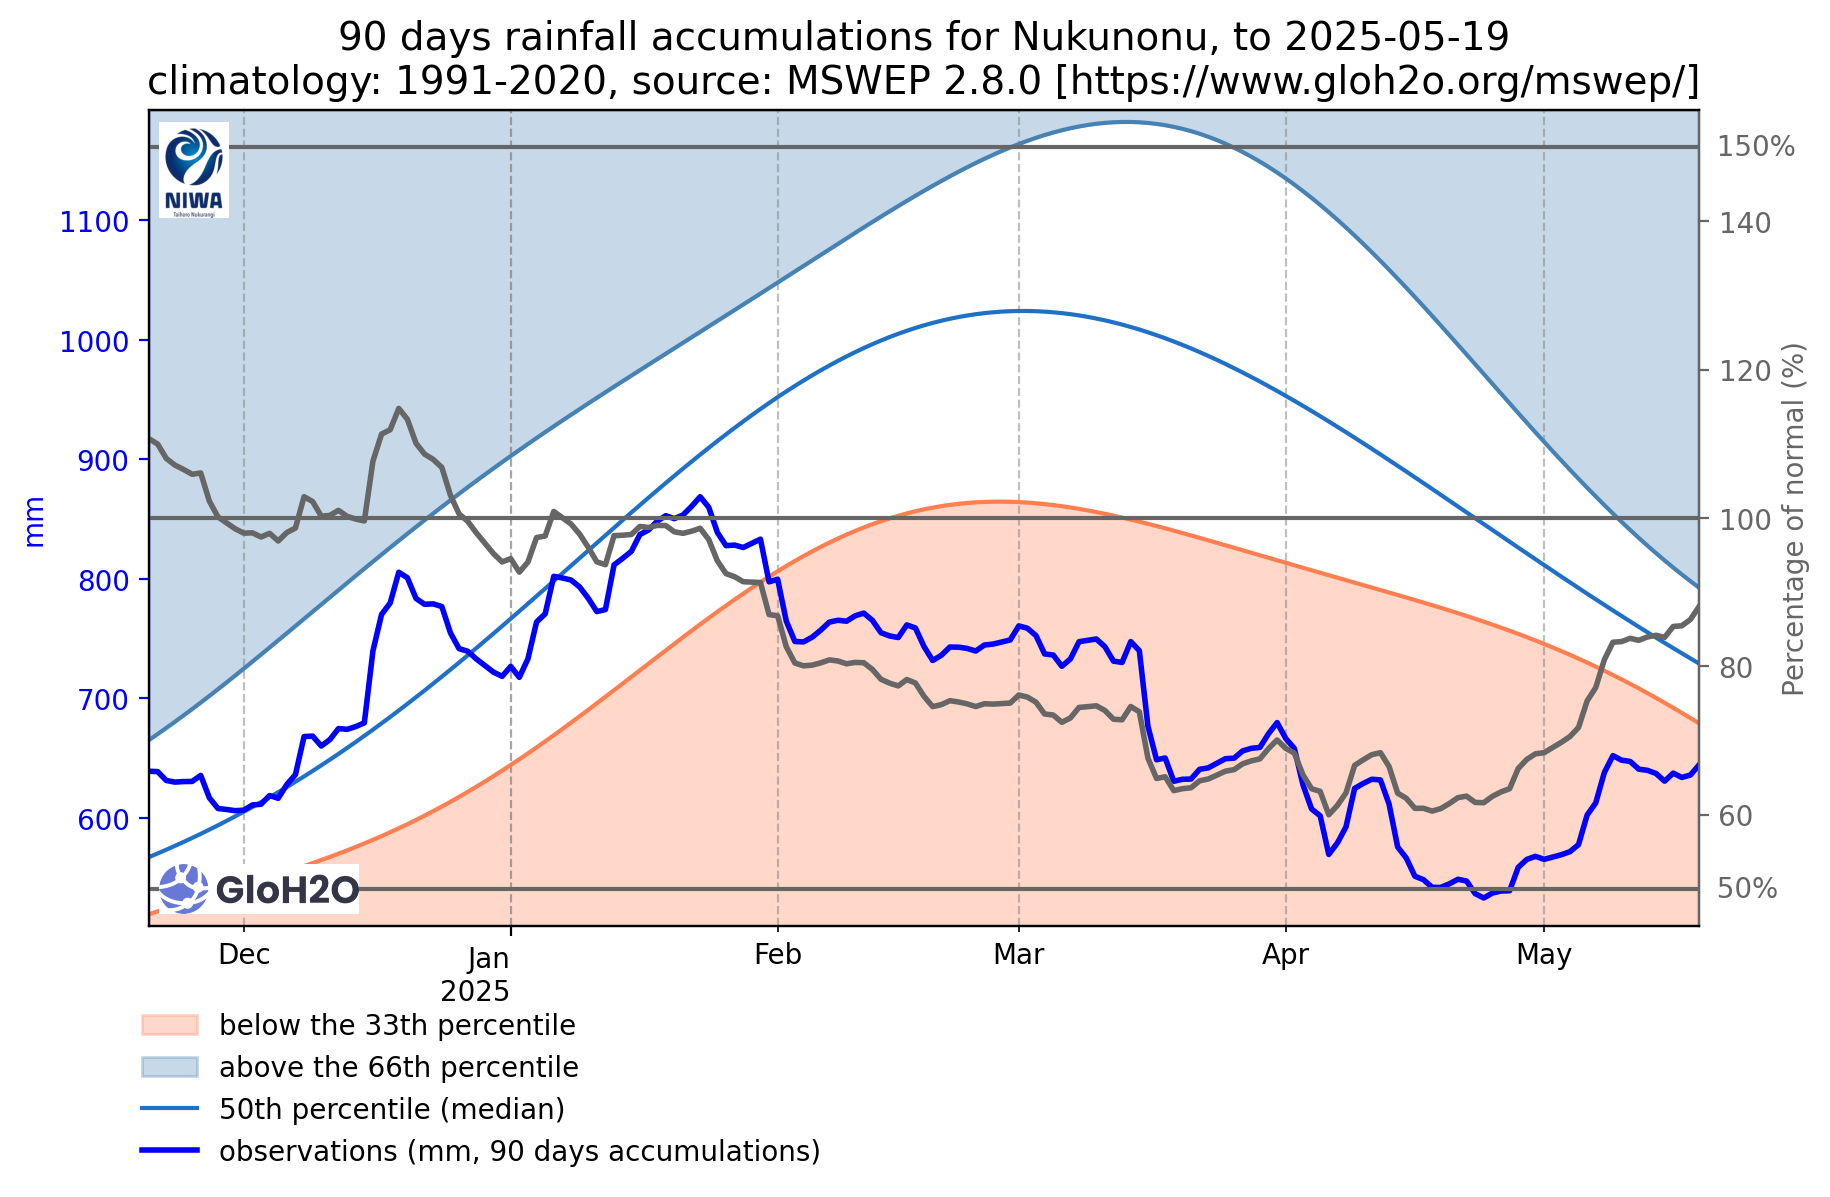 90 days rainfall accumulations for Nukunonu, to 2025-05-19
climatology: 1991-2020, source: MSWEP 2.8.0 [https://www.gloh2o.org/mswep/]
NIWA
Taihoro Nukurangi
150%
1100
140
1000
120
900
mm
100
Percentage of normal (%)
800
80
700
600
60
GloH2O
50%
Dec
Jan
2025
Feb
Mar
Apr
May
below the 33th percentile
above the 66th percentile
50th percentile (median)
observations (mm, 90 days accumulations)